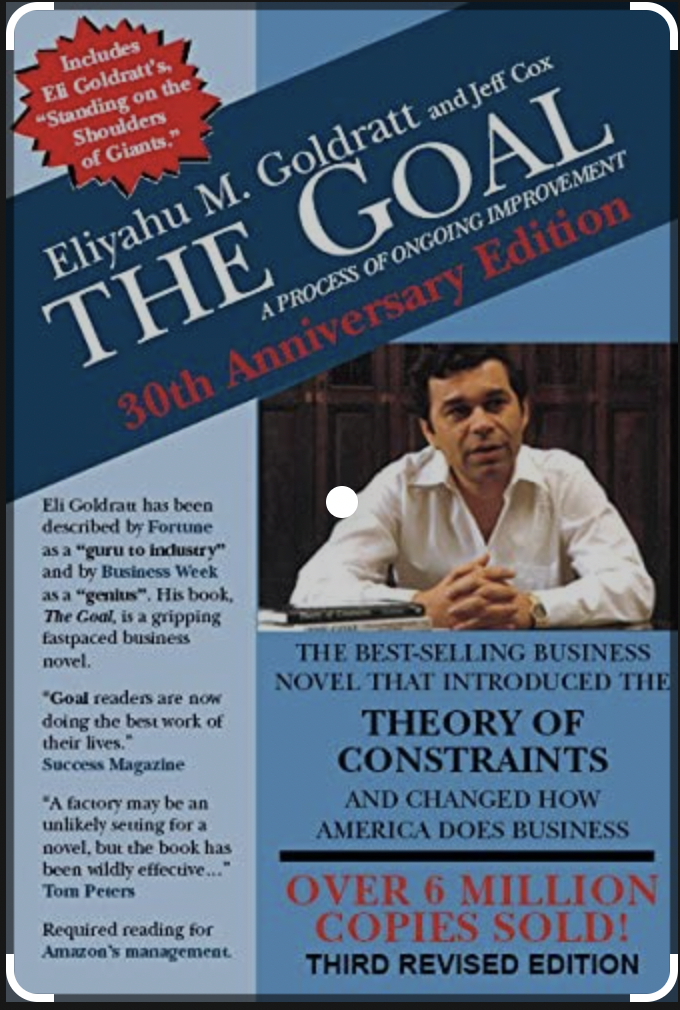 Includes
Eli Goldratt's,
“Standing on the
Shoulders
of Giants.”
Eliyahu M. Goldratt and Jeff Cox
THE GOAL
A PROCESS OF ONGOING IMPROVEMENT
30th Anniversary Edition
Eli Goldratt has been
described by Fortune
as a “guru to industry”
and by Business Week
as a “genius”. His book,
The Goal, is a gripping
fastpaced business
novel.
“Goal readers are now
doing the best work of
their lives.”
Success Magazine
“A factory may be an
unlikely setting for a
novel, but the book has
been wildly effective...”
Tom Peters
Required reading for
Amazon's management.
THE BEST-SELLING BUSINESS
NOVEL THAT INTRODUCED THE
THEORY OF
CONSTRAINTS
AND CHANGED HOW
AMERICA DOES BUSINESS
OVER 6 MILLION
COPIES SOLD!
THIRD REVISED EDITION